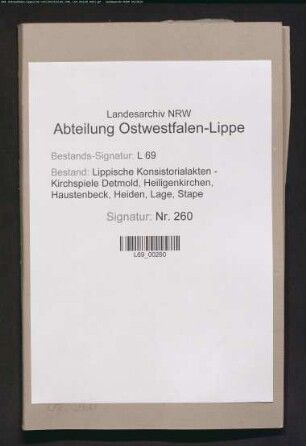 Landesarchiv NRW
Abteilung Ostwestfalen-Lippe
Bestands-Signatur: L 69
Bestand: Lippische Konsistorialakten -
Kirchspiele Detmold, Heiligenkirchen,
Haustenbeck, Heiden, Lage, Stape
Signatur: Nr. 260
L69_00260